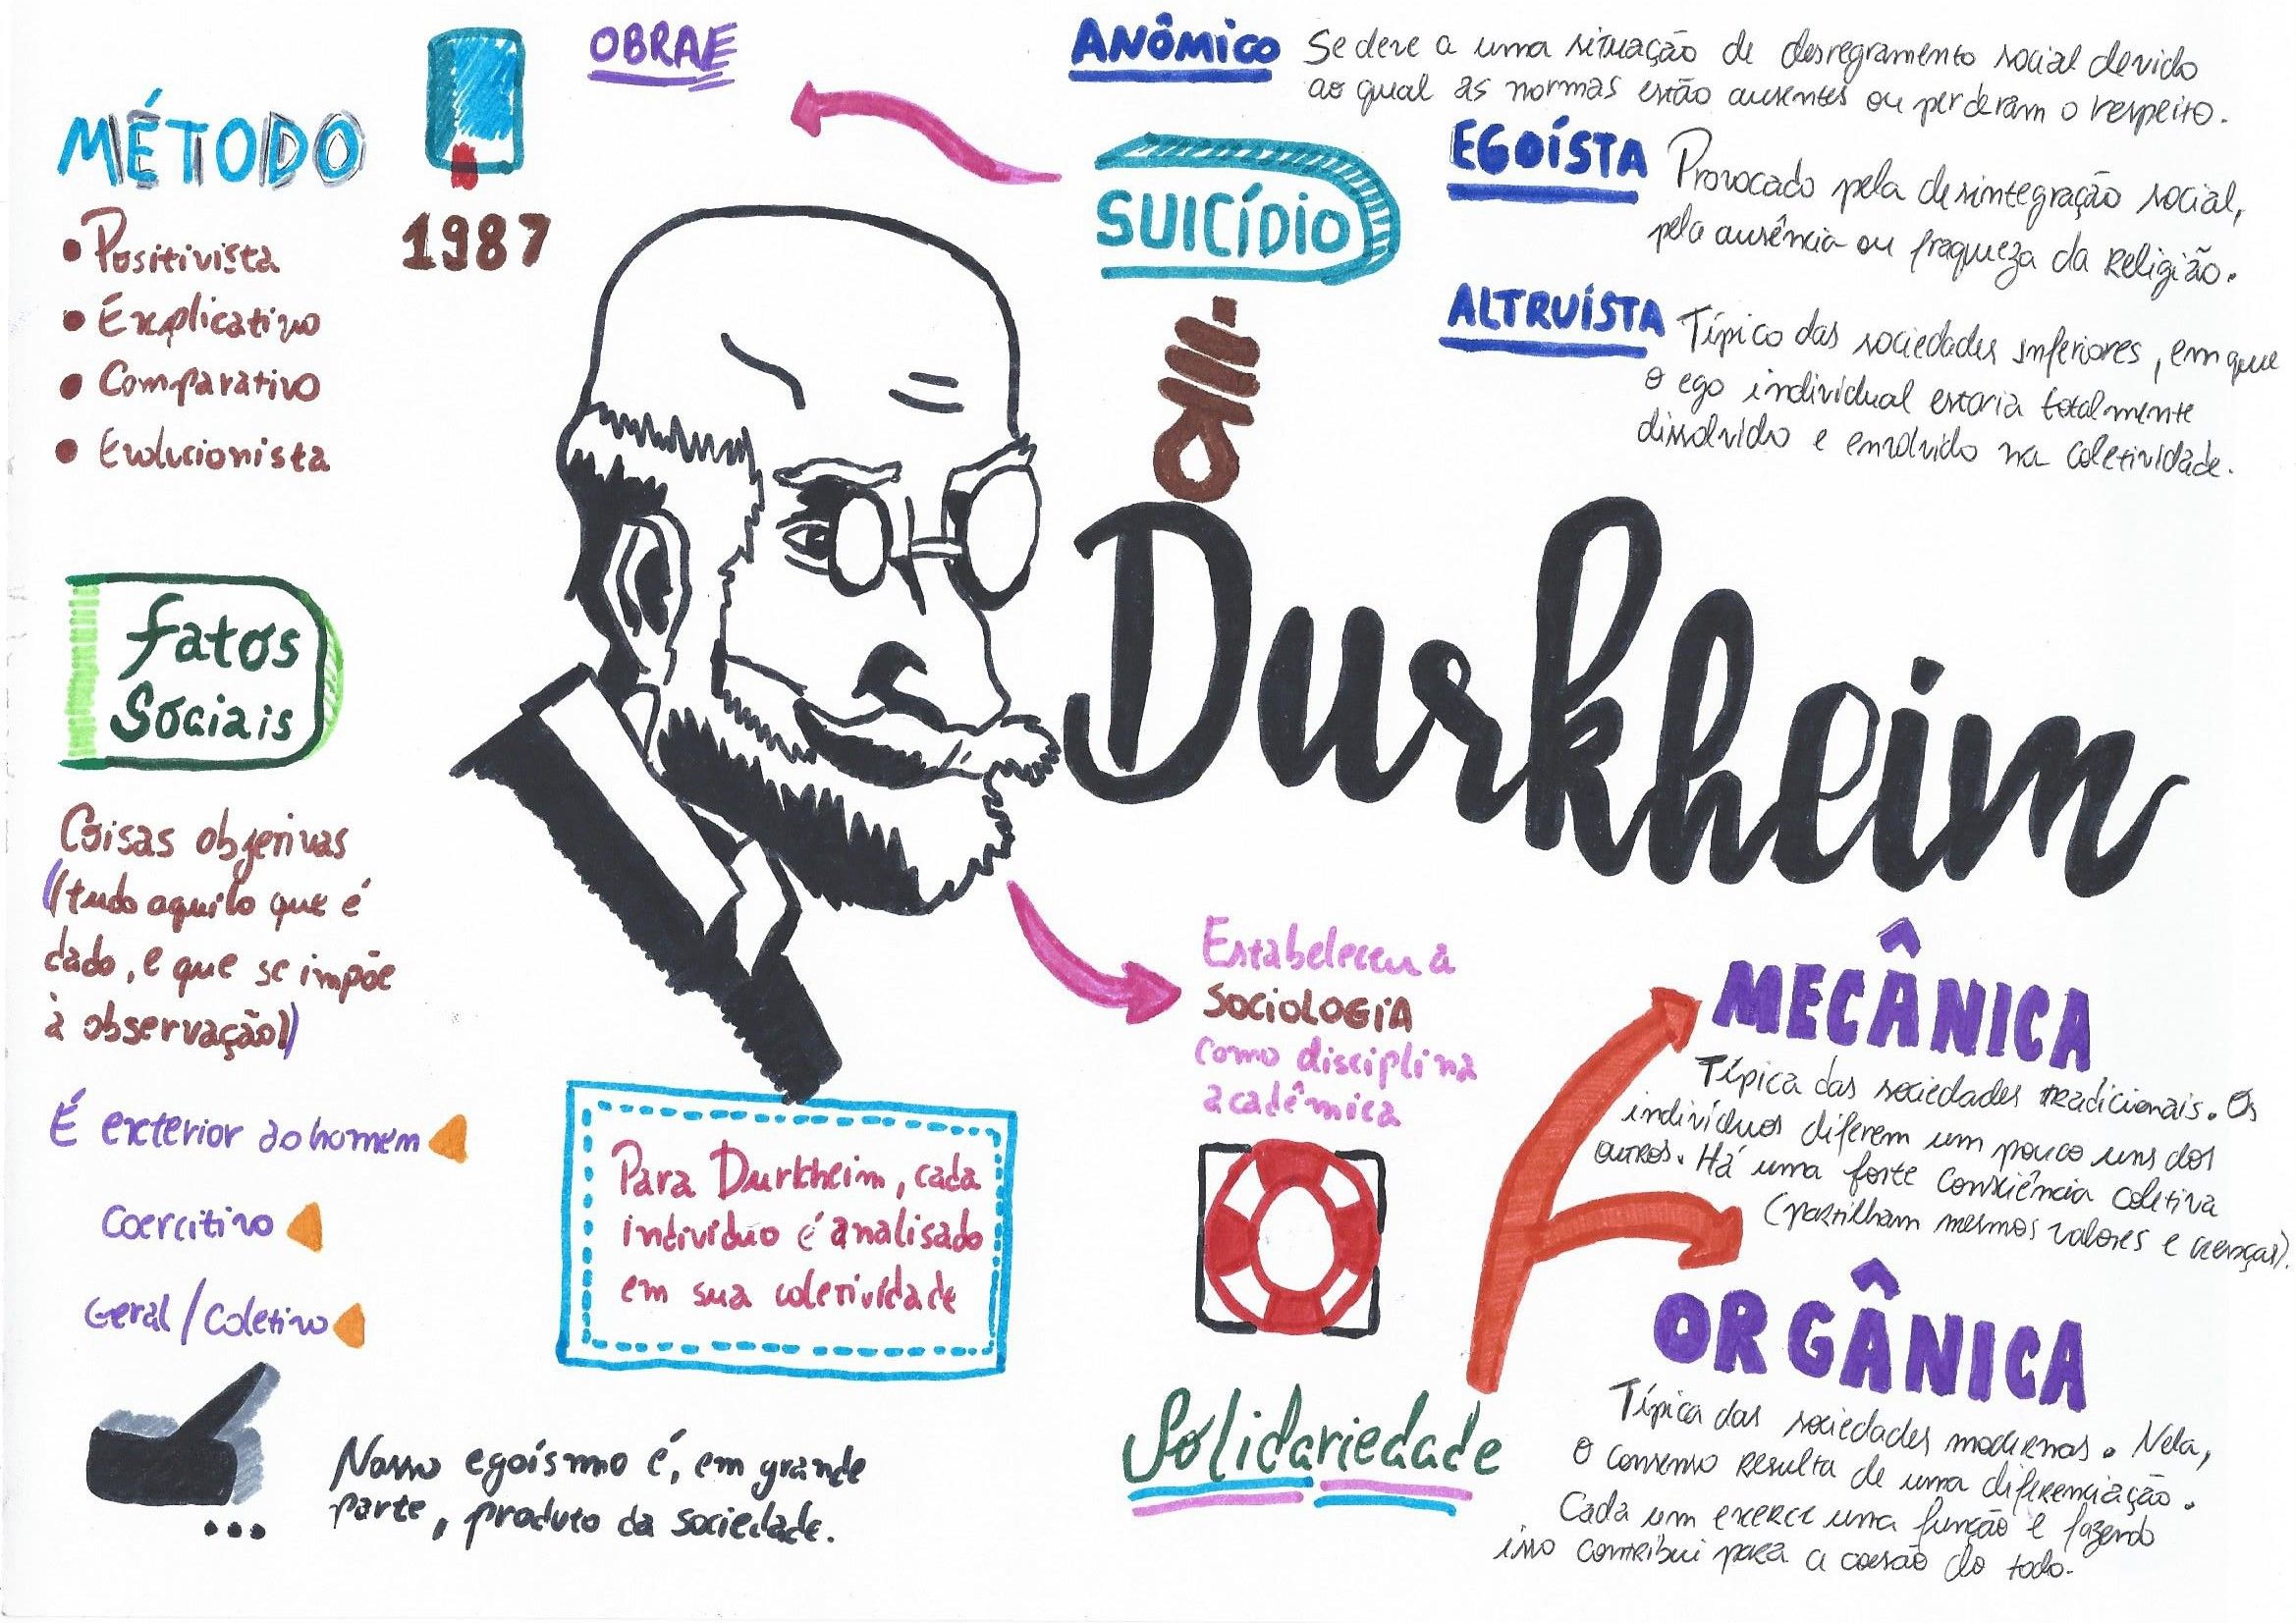 OBRAE
MÉTODO
• Positivista
• Explicativo
• Comparativo
• Evolucionista
1987
SUICÍDIO
ANÔMICO Se deve a uma situação de desregramento social devido
ao qual as normas estão ausentes ou perderam o respeito.
EGOÍSTA Provocado pela desintegração social,
pela ausência ou fraqueza da religião.
ALTRUÍSTA Típico das sociedades inferiores, em que
o ego individual estaria totalmente
dissolvido e envolvido na coletividade.
Durkheim
Fatos
Sociais
Coisas objetivas
(tudo aquilo que é
dado, e que se impõe
à observação)
É exterior ao homem
Coercitivo
Geral/Coletivo
Nosso egoísmo é, em grande
parte, produto da sociedade.
Para Durkheim, cada
indivíduo é analisado
em sua coletividade
Estabeleceu a
SOCIOLOGIA
como disciplina
acadêmica
Solidariedade
MECÂNICA
Típica das sociedades tradicionais. Os
indivíduos diferem um pouco uns dos
outros. Há uma forte consciência coletiva
(partilham mesmos valores e crenças).
ORGÂNICA
Típica das sociedades modernas. Nela,
o consenso resulta de uma diferenciação.
Cada um exerce uma função e fazendo
isso contribui para a coesão do todo.